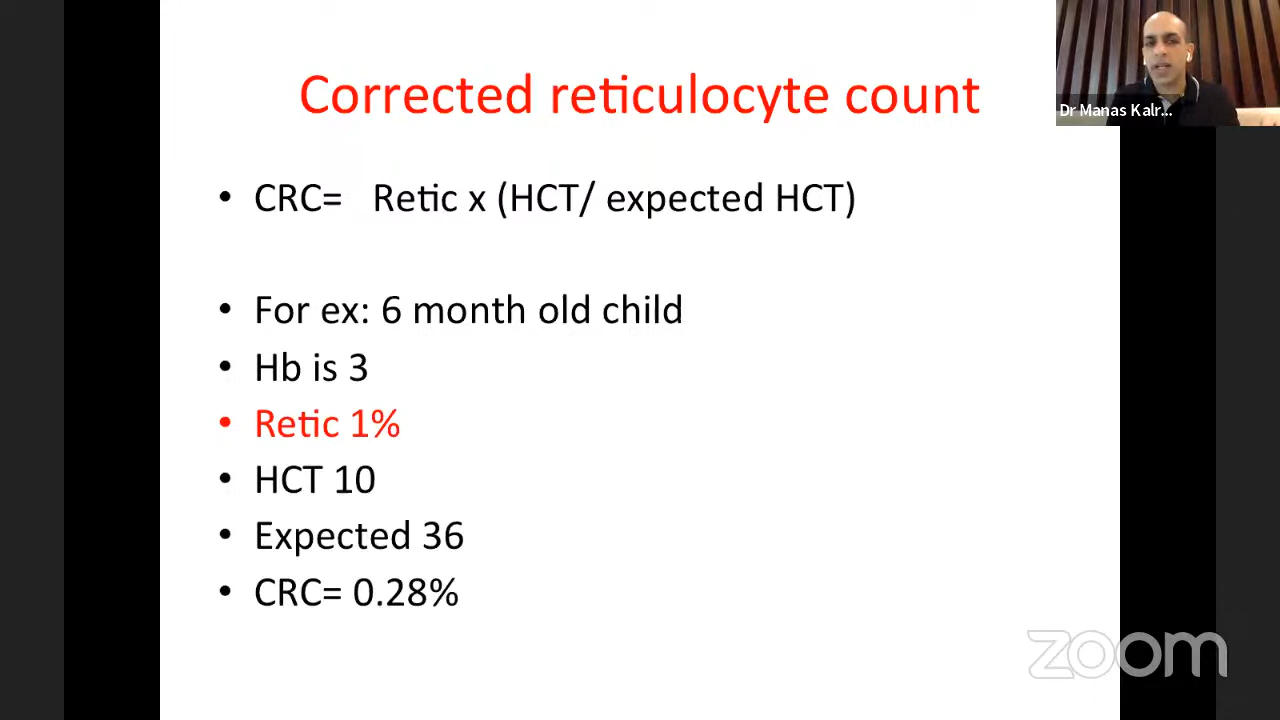 Corrected reticulocyte count
Dr Manas Kalr...
• CRC= Retic x (HCT/ expected HCT)
• For ex: 6 month old child
• Hb is 3
• Retic 1%
• HCT 10
• Expected 36
• CRC= 0.28%
zoom